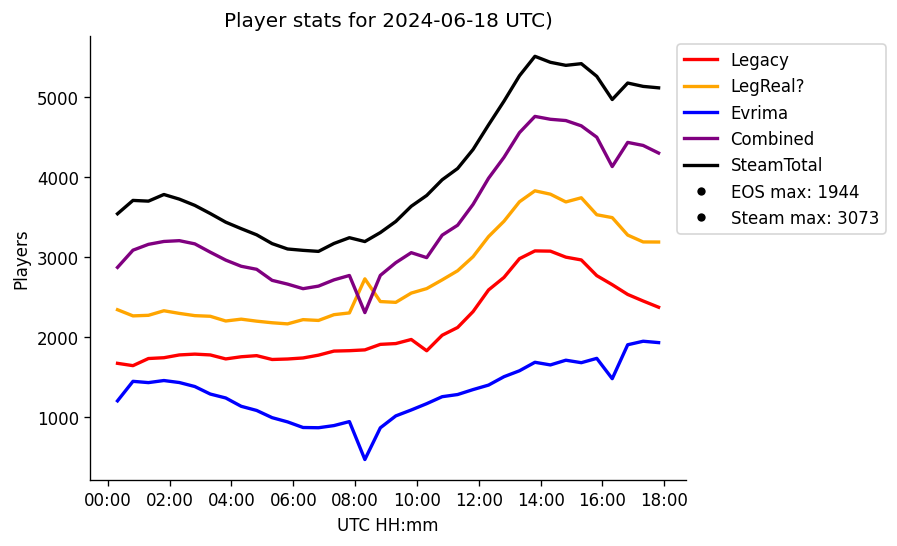 Player stats for 2024-06-18 UTC)
Players
5000
4000
3000
2000
1000
00:00 02:00 04:00 06:00 08:00 10:00 12:00 14:00 16:00 18:00
UTC HH:mm
Legacy
LegReal?
Evrima
Combined
SteamTotal
EOS max: 1944
Steam max: 3073